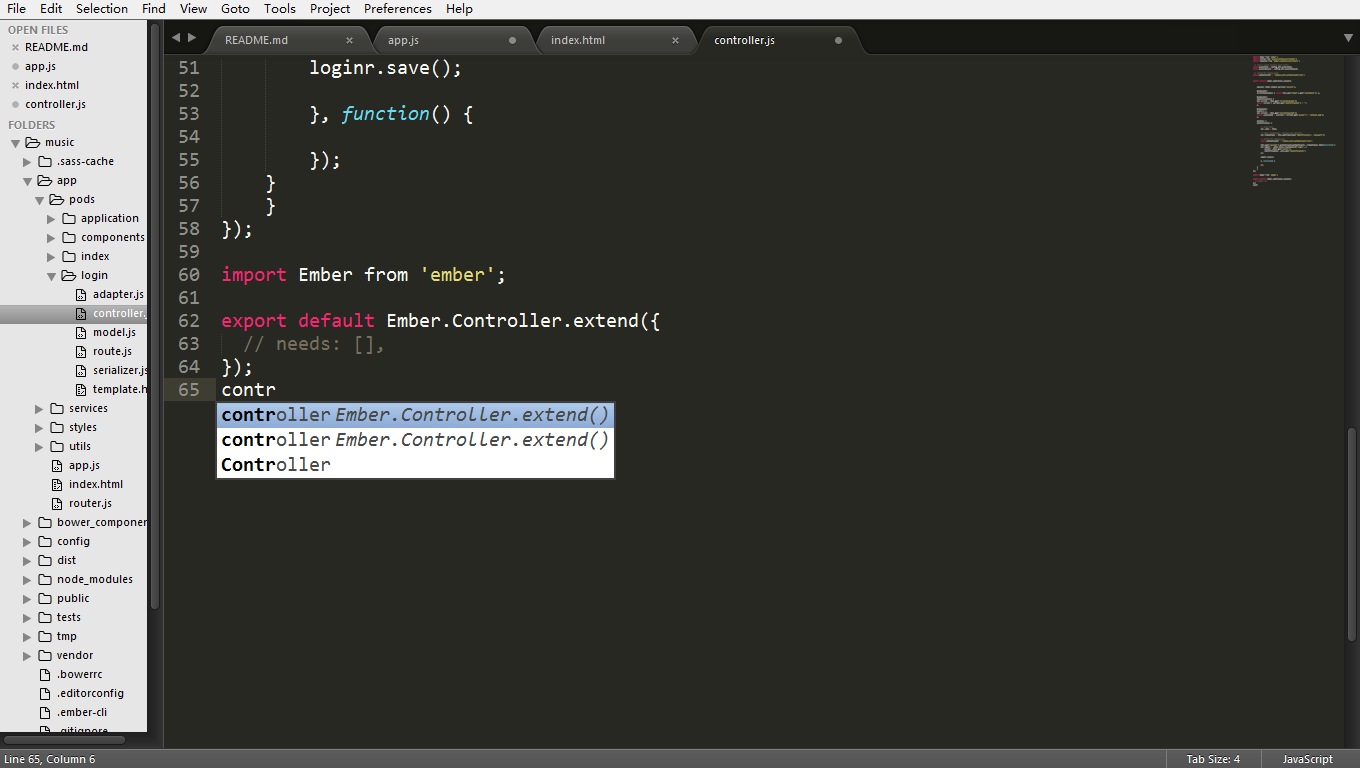 File Edit Selection Find View Goto Tools Project Preferences Help
OPEN FILES
README.md
app.js
index.html
controller.js
FOLDERS
music
.sass-cache
app
pods
application
components
index
login
adapter.js
controller.
model.js
route.js
serializer.js
template.h
services
styles
utils
app.js
index.html
router.js
bower_componen
config
dist
node_modules
public
tests
tmp
vendor
.bowerrc
.editorconfig
.ember-cli
.gitignore
README.md app.js index.html controller.js
51 loginr.save();
52
53 }, function() {
54
55 });
56 }
57 }
58 });
59
60 import Ember from 'ember';
61
62 export default Ember.Controller.extend({
63 // needs: [],
64 });
65 contr
controller Ember.Controller.extend()
controller Ember.Controller.extend()
Controller
Line 65, Column 6 Tab Size: 4 JavaScript